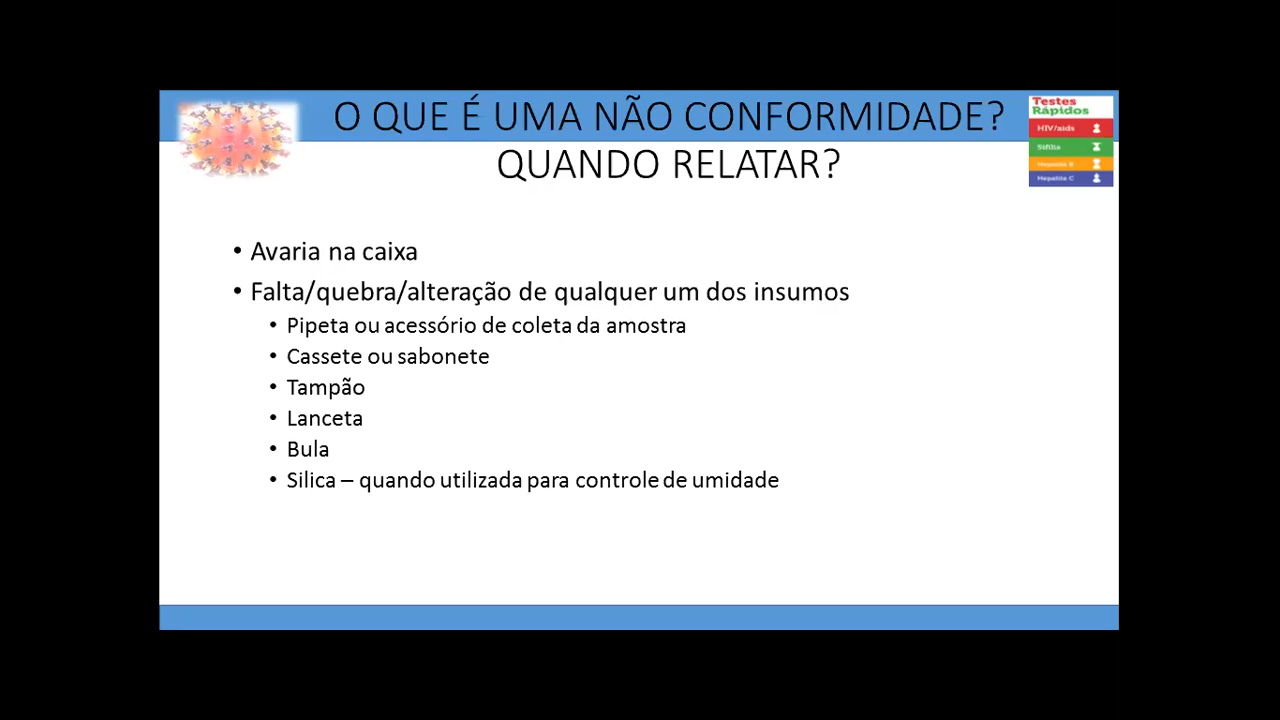 O QUE É UMA NÃO CONFORMIDADE?
QUANDO RELATAR?
Testes
Rápidos
HIV/aids
Sífilis
Hepatite B
Hepatite C
• Avaria na caixa
• Falta/quebra/alteração de qualquer um dos insumos
• Pipeta ou acessório de coleta da amostra
• Cassete ou sabonete
• Tampão
• Lanceta
• Bula
• Silica – quando utilizada para controle de umidade